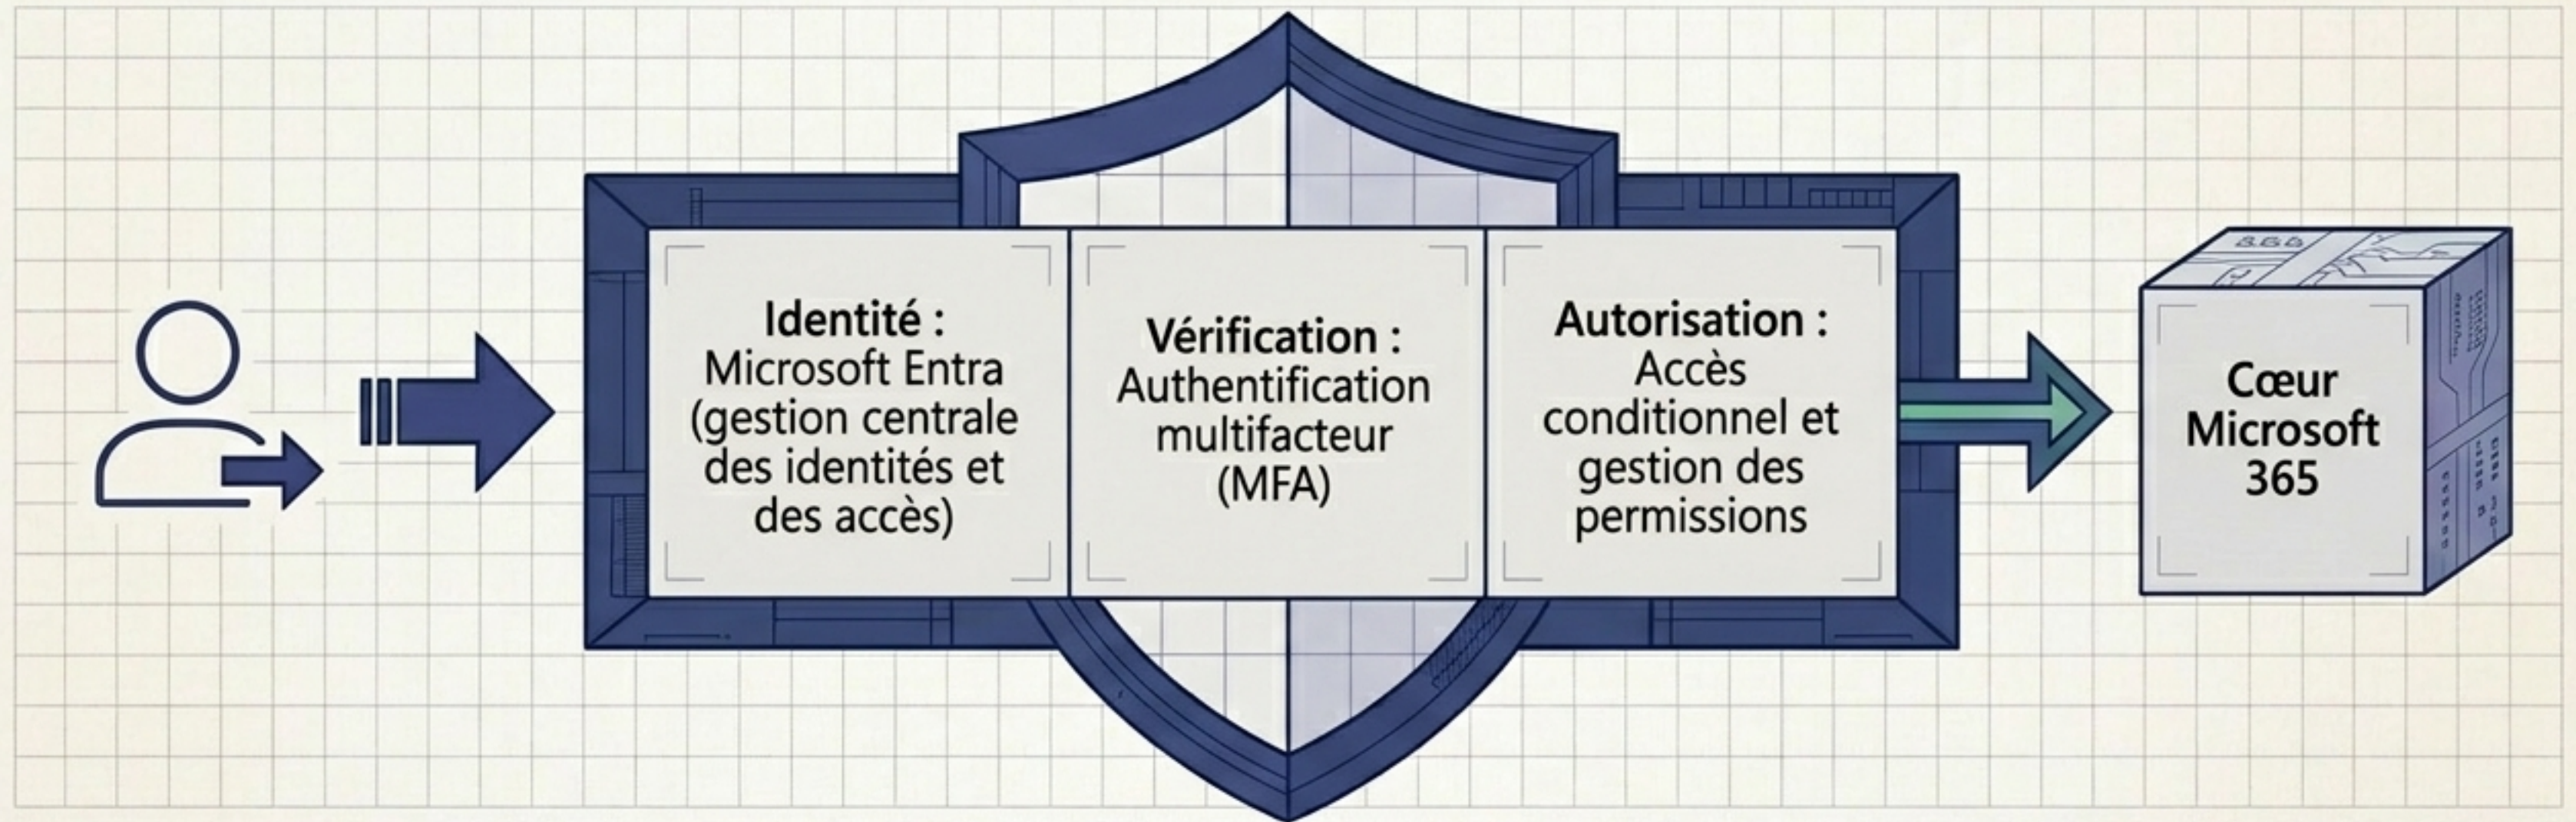 Identité :
Microsoft Entra
(gestion centrale
des identités et
des accès)
Vérification :
Authentification
multifacteur
(MFA)
Autorisation :
Accès
conditionnel et
gestion des
permissions
Cœur
Microsoft
365